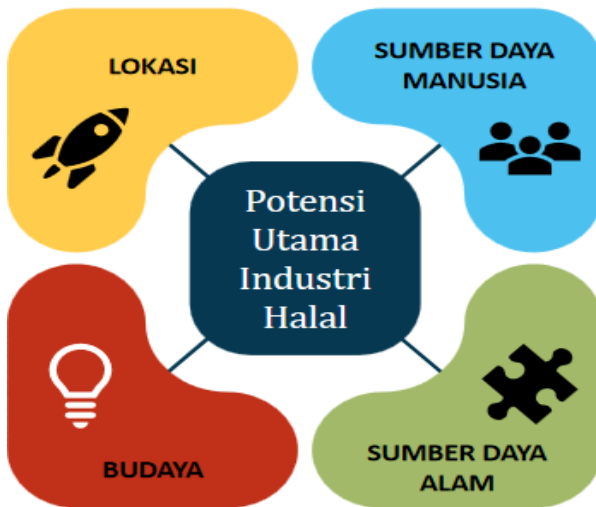 LOKASI
SUMBER DAYA
MANUSIA
Potensi
Utama
Industri
Halal
BUDAYA
SUMBER DAYA
ALAM